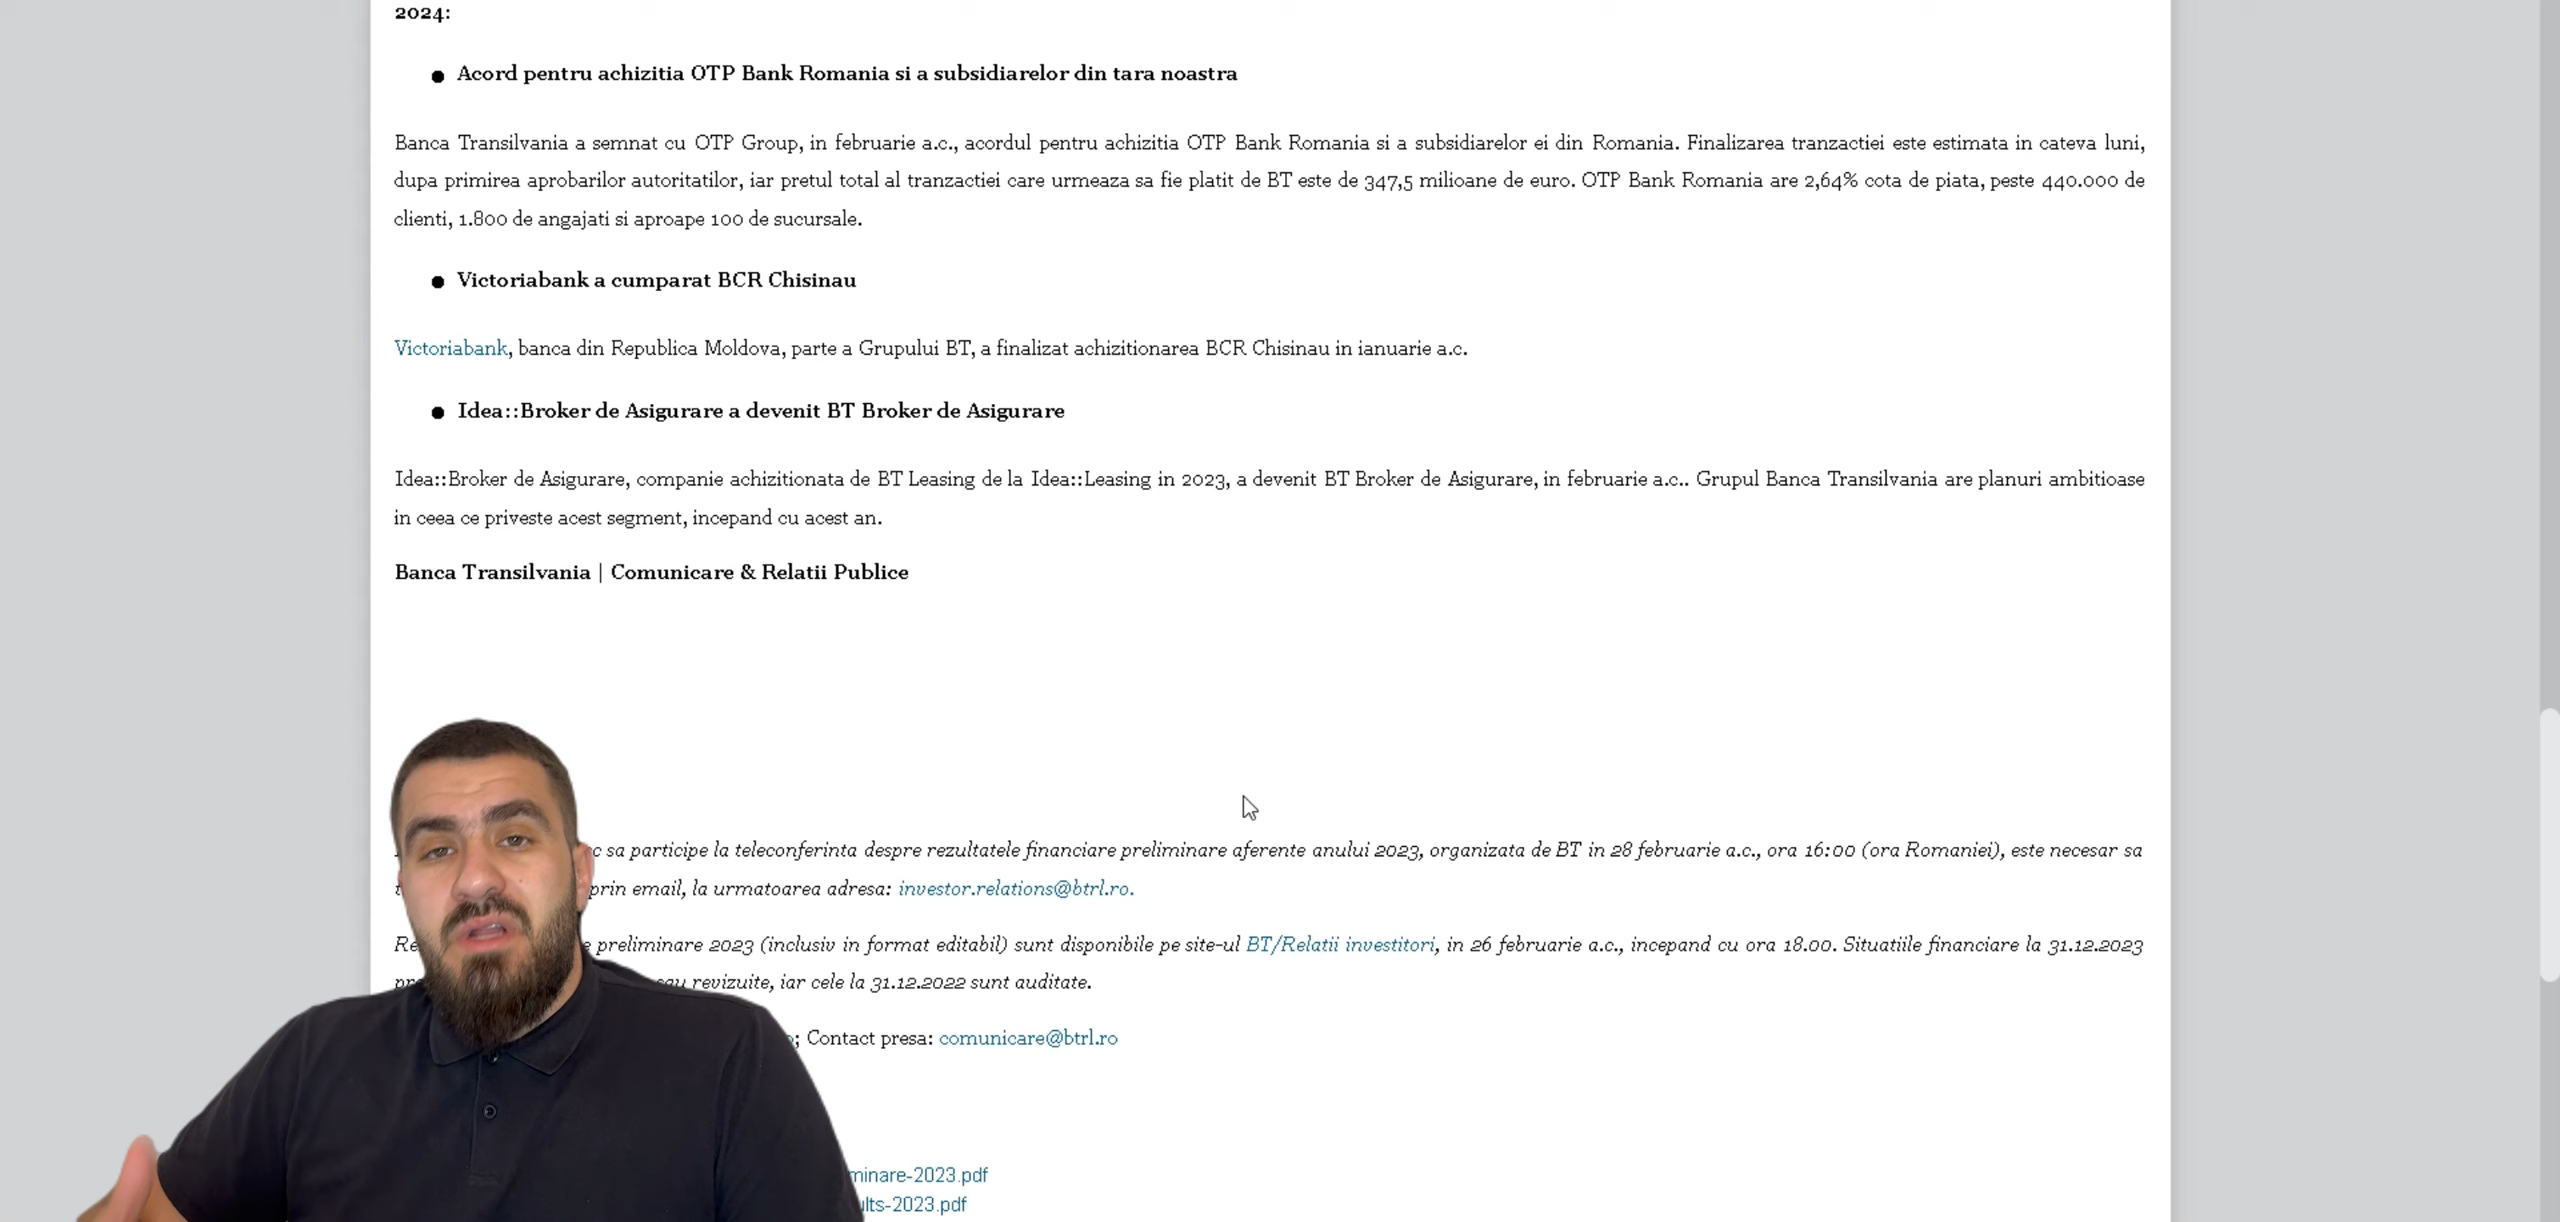 2024:
Acord pentru achizitia OTP Bank Romania si a subsidiarelor din tara noastra
Banca Transilvania a semnat cu OTP Group, in februarie a.c., acordul pentru achizitia OTP Bank Romania si a subsidiarelor ei din Romania. Finalizarea tranzactiei este estimata in cateva luni,
dupa primirea aprobarilor autoritatilor, iar pretul total al tranzactiei care urmeaza sa fie platit de BT este de 347,5 milioane de euro. OTP Bank Romania are 2,64% cota de piata, peste 440.000 de
clienti, 1.800 de angajati si aproape 100 de sucursale.
Victoriabank a cumparat BCR Chisinau
Victoriabank, banca din Republica Moldova, parte a Grupului BT, a finalizat achizitionarea BCR Chisinau in ianuarie a.c.
Idea::Broker de Asigurare a devenit BT Broker de Asigurare
Idea::Broker de Asigurare, companie achizitionata de BT Leasing de la Idea::Leasing in 2023, a devenit BT Broker de Asigurare, in februarie a.c.. Grupul Banca Transilvania are planuri ambitioase
in ceea ce priveste acest segment, incepand cu acest an.
Banca Transilvania | Comunicare & Relatii Publice
sa participe la teleconferinta despre rezultatele financiare preliminare aferente anului 2023, organizata de BT in 28 februarie a.c., ora 16:00 (ora Romaniei), este necesar sa
prin email, la urmatoarea adresa: investor.relations@btrl.ro.
preliminare 2023 (inclusiv in format editabil) sunt disponibile pe site-ul BT/Relatii investitori, in 26 februarie a.c., incepand cu ora 18.00. Situatiile financiare la 31.12.2023
revizuite, iar cele la 31.12.2022 sunt auditate.
; Contact presa: comunicare@btrl.ro
minare-2023.pdf
ults-2023.pdf